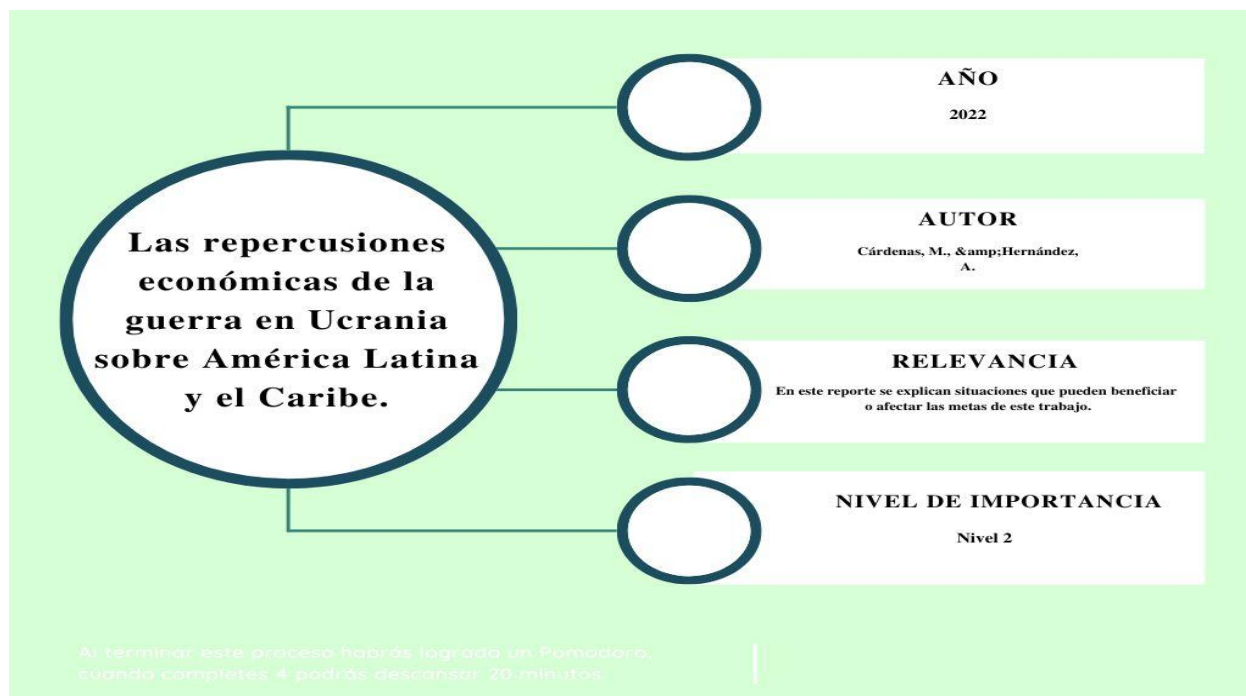 Las repercusiones
económicas de la
guerra en Ucrania
sobre América Latina
y el Caribe.
AÑO
2022
AUTOR
Cárdenas, M., &amp;Hernández,
A.
RELEVANCIA
En este reporte se explican situaciones que pueden beneficiar
o afectar las metas de este trabajo.
NIVEL DE IMPORTANCIA
Nivel 2
Al terminar este proceso habrás logrado un Pomodoro,
cuando completes 4 podrás descansar 20 minutos